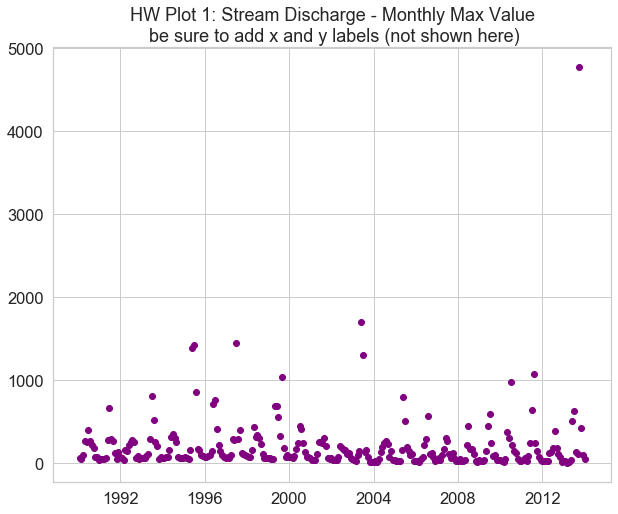 HW Plot 1: Stream Discharge - Monthly Max Value
be sure to add x and y labels (not shown here)
5000
4000
3000
2000
1000
0
1992 1996 2000 2004 2008 2012